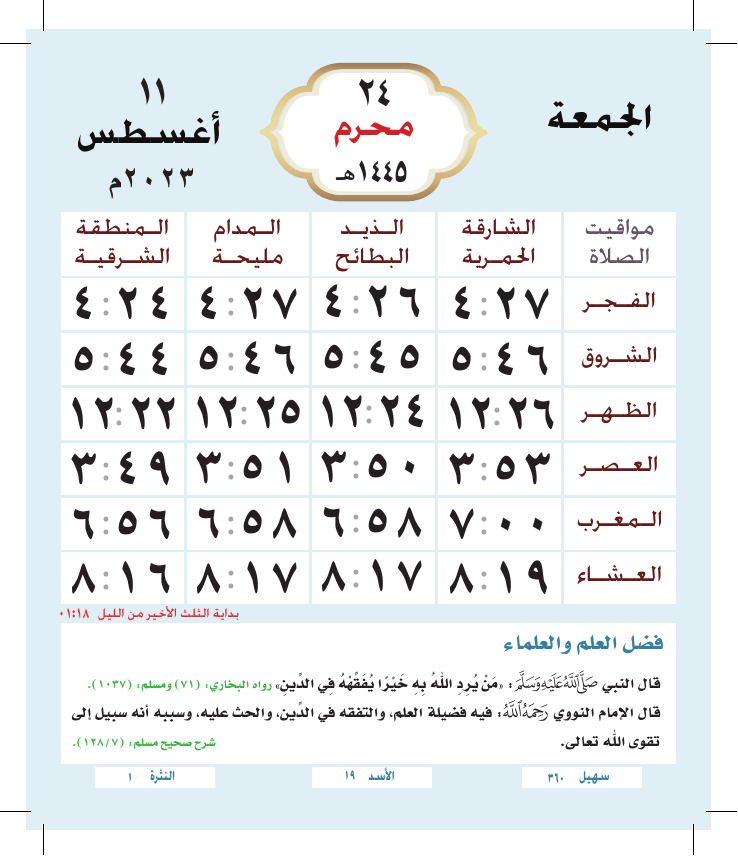 الجمعة
٢٤
محرم
١٤٤٥هـ
١١
أغسطس
٢٠٢٣م
مواقيت الصلاة | الشارقة الحمرية | الذيد البطائح | المدام مليحة | المنطقة الشرقية
الفجر ٤:٢٧ ٤:٢٦ ٤:٢٧ ٤:٢٤
الشروق ٥:٤٦ ٥:٤٥ ٥:٤٦ ٥:٤٤
الظهر ١٢:٢٦ ١٢:٢٤ ١٢:٢٥ ١٢:٢٢
العصر ٣:٥٣ ٣:٥٠ ٣:٥١ ٣:٤٩
المغرب ٧:٠٠ ٦:٥٨ ٦:٥٨ ٦:٥٦
العشاء ٨:١٩ ٨:١٧ ٨:١٧ ٨:١٦
بداية الثلث الأخير من الليل ٠١:١٨
فضل العلم والعلماء
قال النبي صَلَّى اللَّهُ عَلَيْهِ وَسَلَّمَ: «مَنْ يُرِدِ اللهُ بِهِ خَيْرًا يُفَقِّهْهُ فِي الدِّينِ» رواه البخاري: (٧١) ومسلم: (١٠٣٧).
قال الإمام النووي رَحِمَهُ اللَّهُ: فيه فضيلة العلم، والتفقه في الدِّين، والحث عليه، وسببه أنه سبيل إلى
تقوى الله تعالى. شرح صحيح مسلم: (١٢٨/٧).
سهيل ٣٦٠
الأسد ١٩
النثرة ١